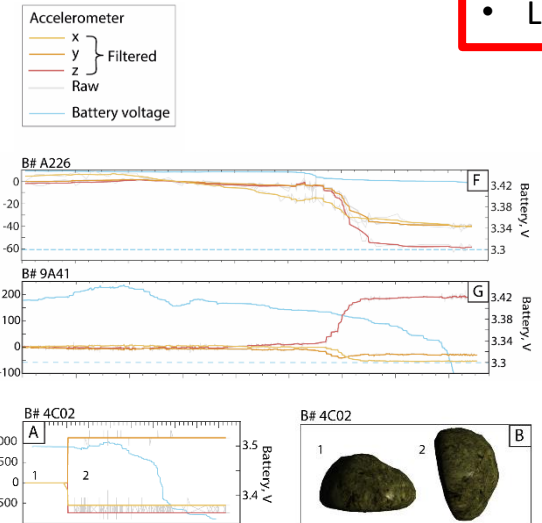 • L
Accelerometer
x
y
z
Filtered
Raw
Battery voltage
B# A226
F
0
-20
-40
-60
3.42
3.38
3.34
3.3
Battery, V
B# 9A41
G
200
100
0
-100
3.42
3.38
3.34
3.3
Battery, V
B# 4C02
A
1
2
0
500
3.5
3.4
Battery, V
B# 4C02
B
1
2